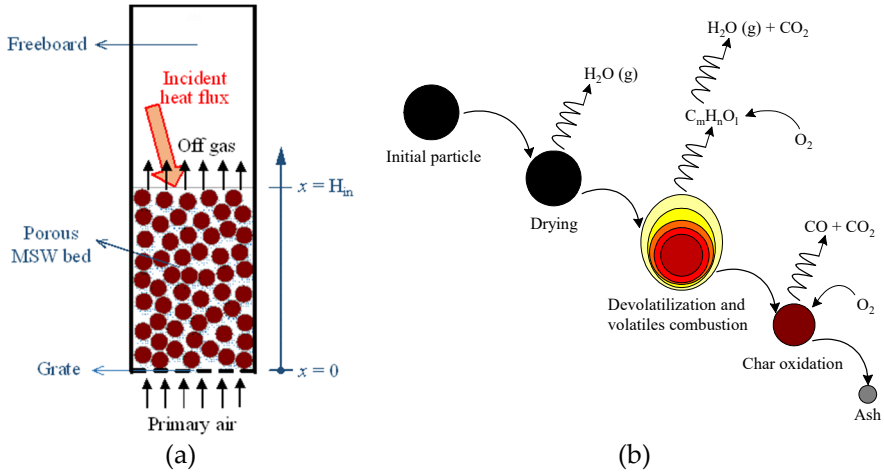 Freeboard
Incident
heat flux
Off gas
x = Hin
Porous
MSW bed
Grate
x = 0
Primary air
(a)
H2O (g) + CO2
H2O (g)
CmHnOl
O2
Initial particle
Drying
CO + CO2
Devolatilization and
volatiles combustion
O2
Char oxidation
Ash
(b)